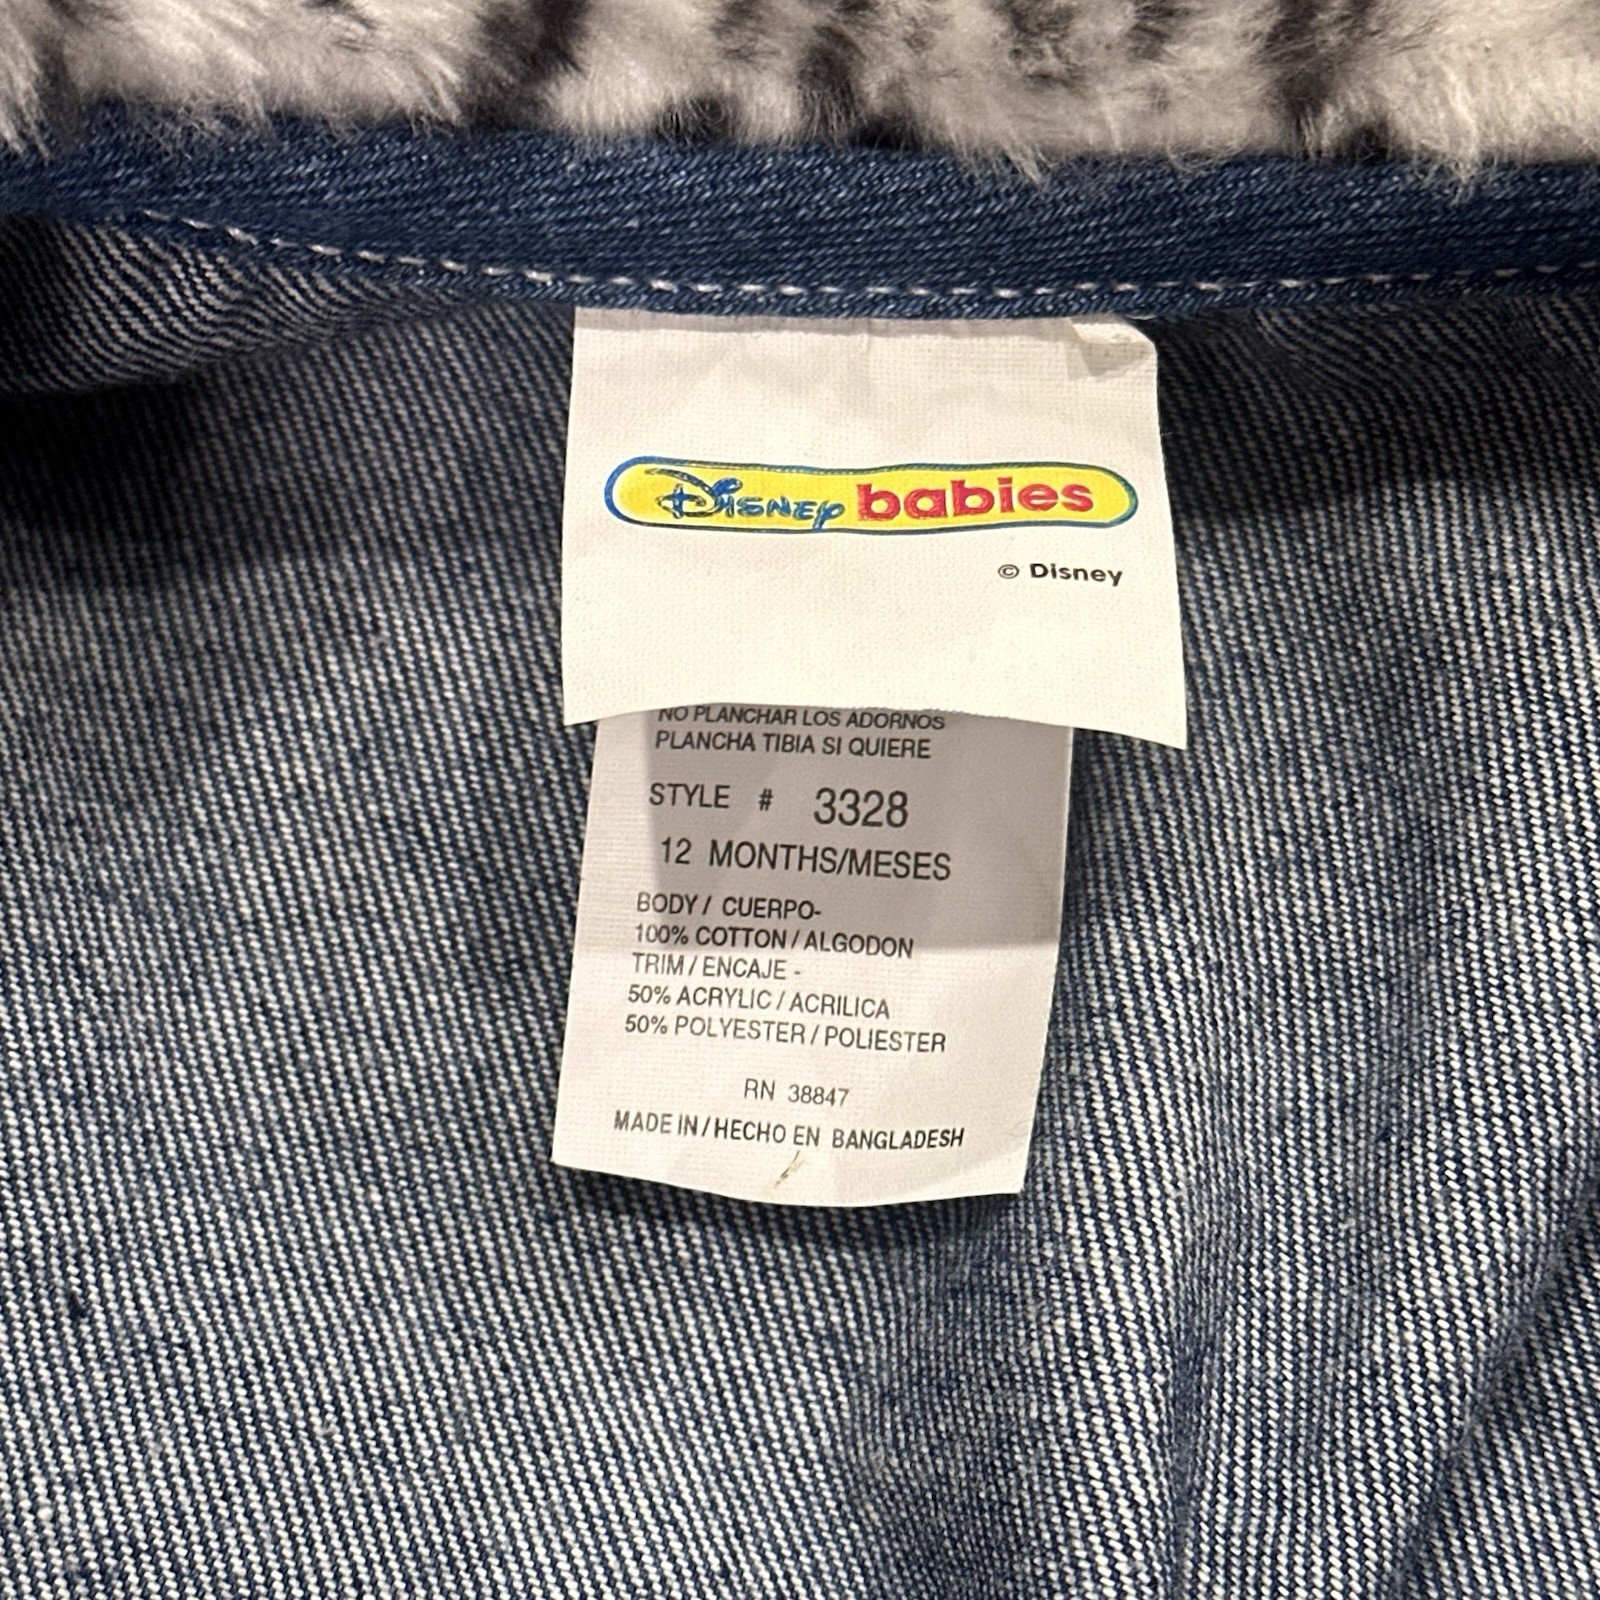 Disney babies
© Disney
NO PLANCHAR LOS ADORNOS
PLANCHA TIBIA SI QUIERE
STYLE # 3328
12 MONTHS/MESES
BODY / CUERPO-
100% COTTON / ALGODON
TRIM / ENCAJE -
50% ACRYLIC / ACRILICA
50% POLYESTER / POLIESTER
RN 38847
MADE IN / HECHO EN BANGLADESH